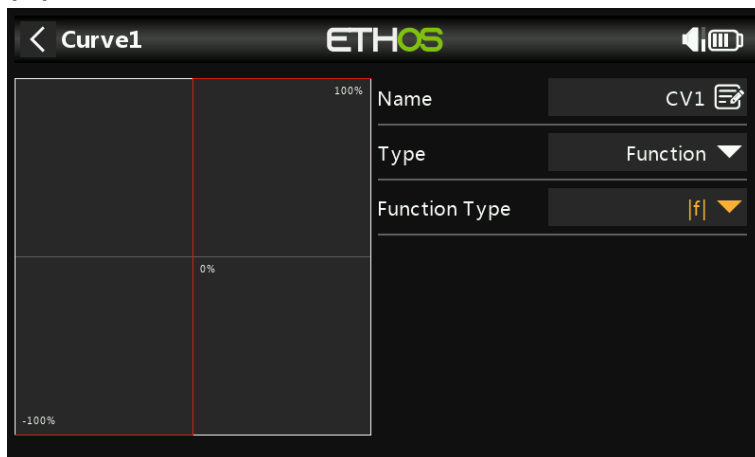 Curve1
ETHOS
100%
0%
-100%
Name CV1
Type Function
Function Type |f|